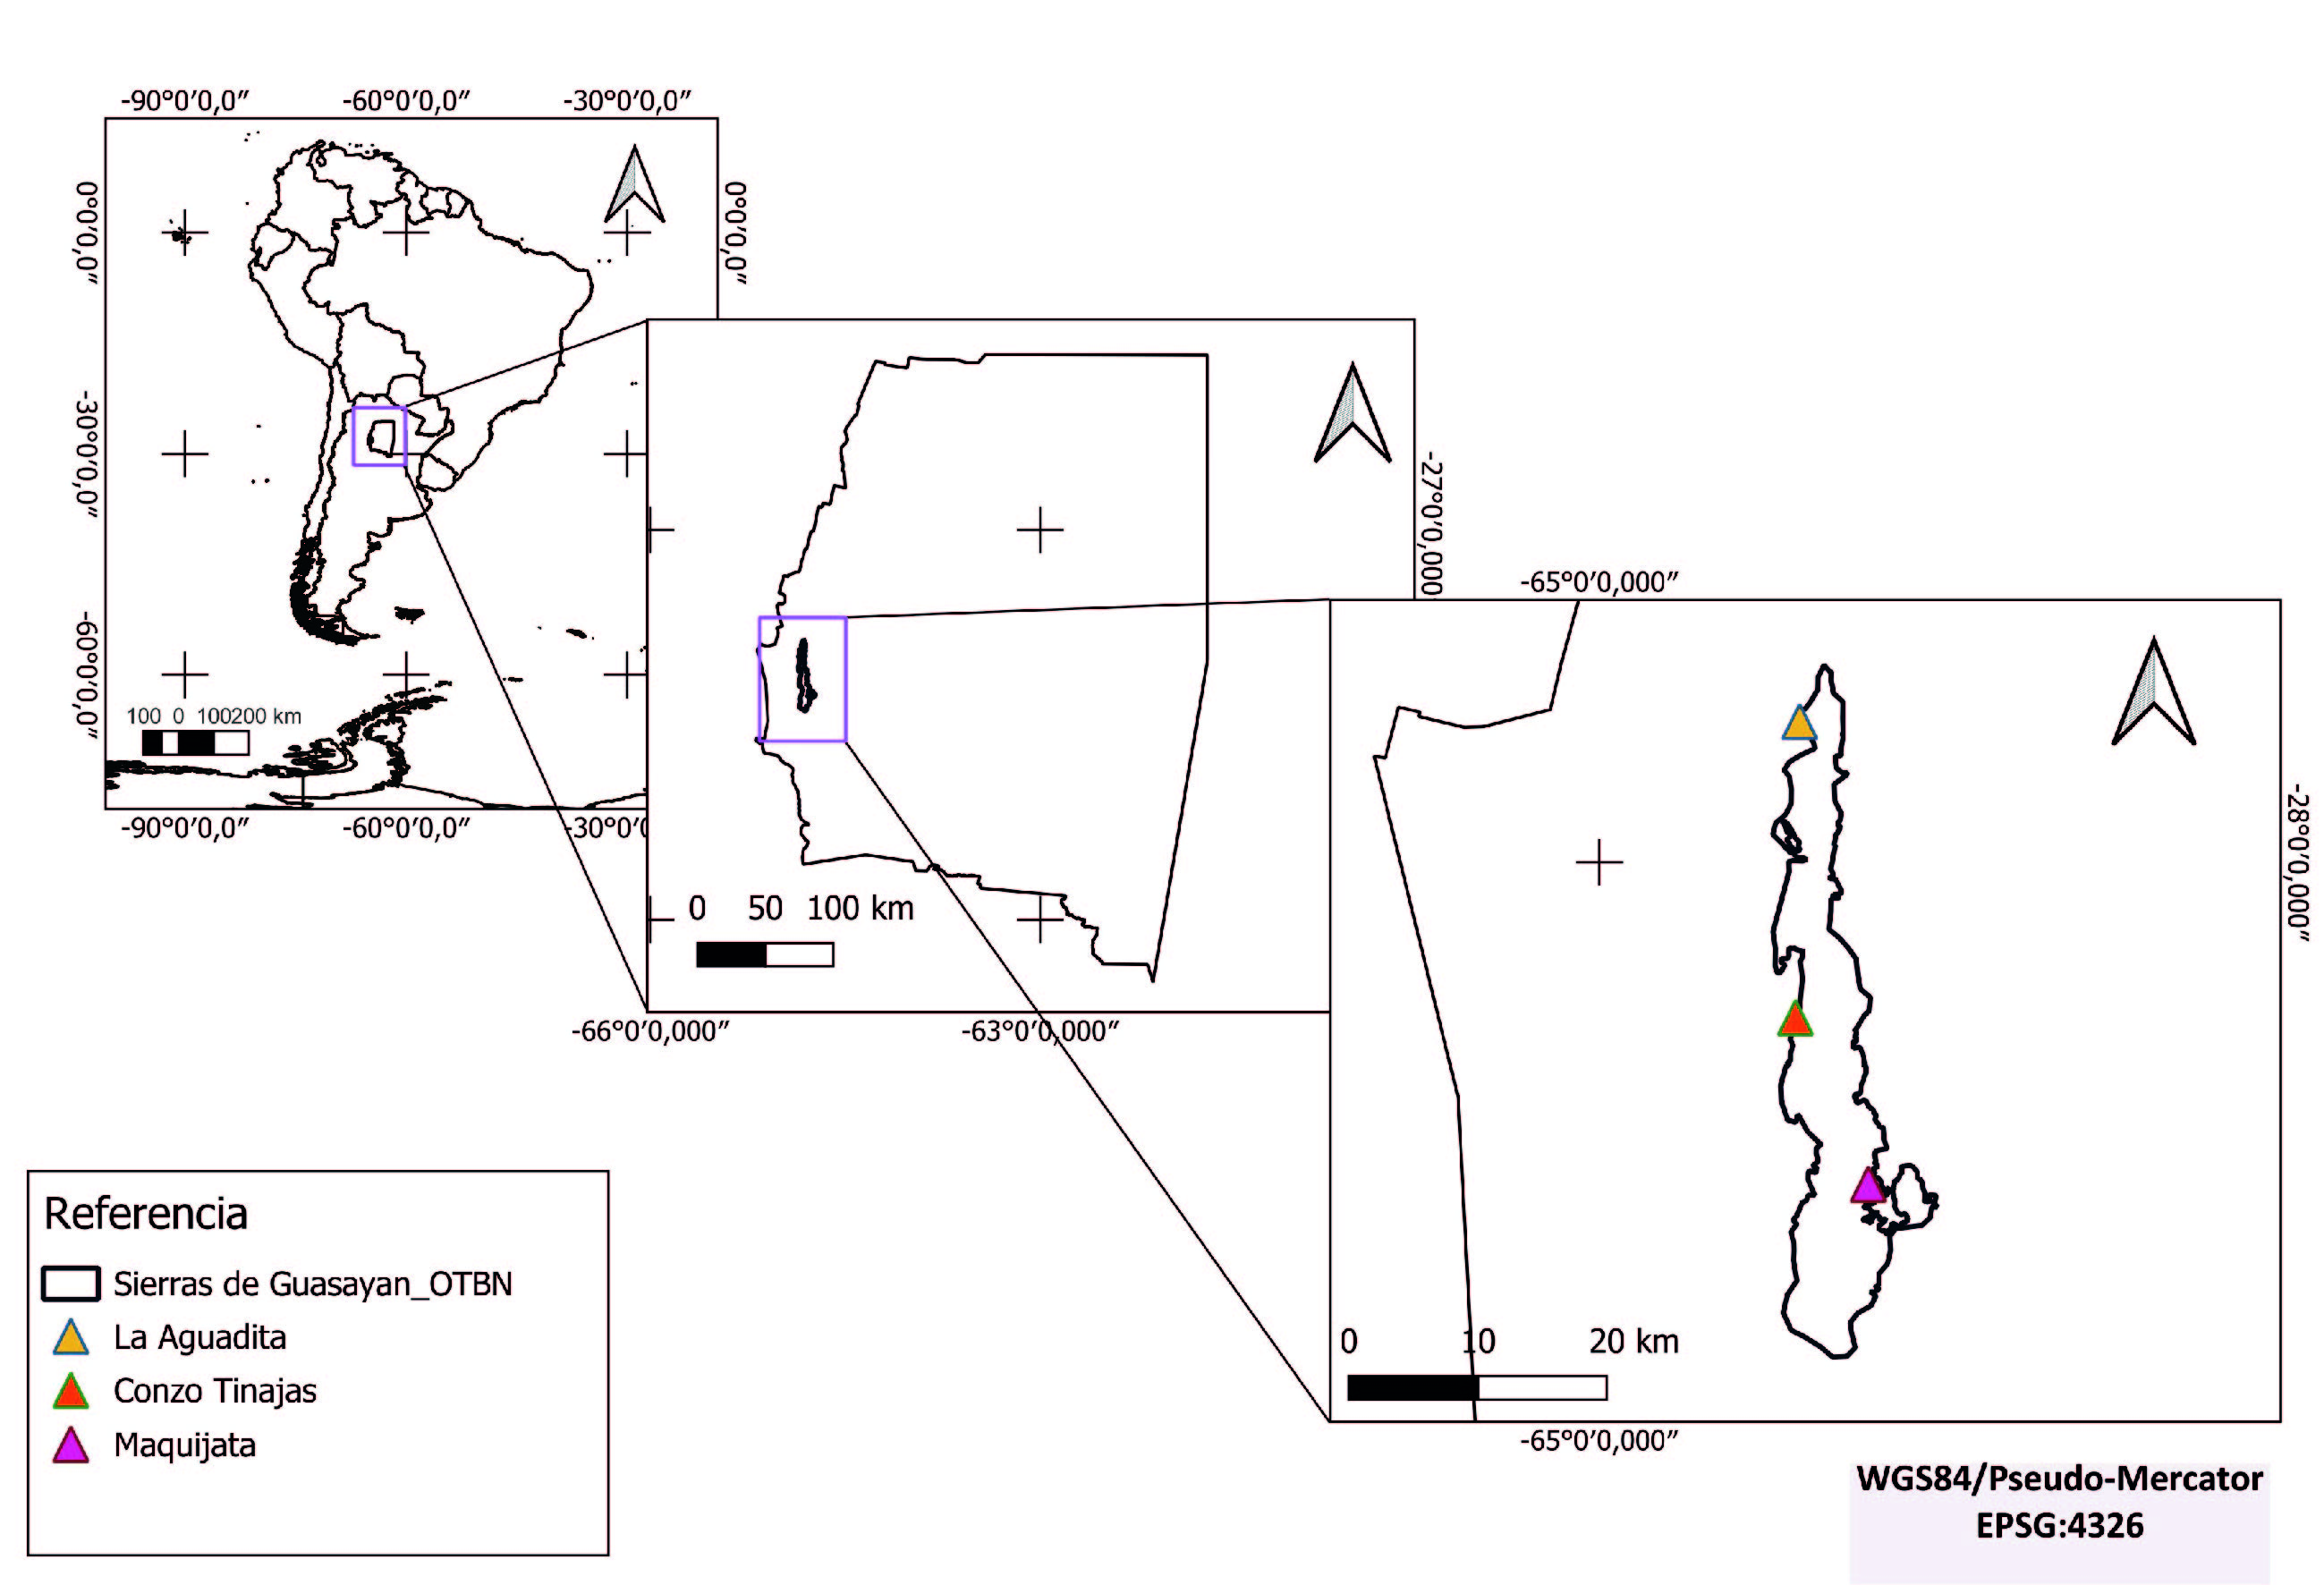 -90°0′0,0″ -60°0′0,0″ -30°0′0,0″
0°0′0,0″
0°0′0,0″
-30°0′0,0″
-60°0′0,0″
100 0 100200 km
-90°0′0,0″ -60°0′0,0″ -30°0′0
-27°0′0,000
0 50 100 km
-66°0′0,000″ -63°0′0,000″
-65°0′0,000″
-28°0′0,000″
0 10 20 km
-65°0′0,000″
Referencia
Sierras de Guasayan_OTBN
La Aguadita
Conzo Tinajas
Maquijata
WGS84/Pseudo-Mercator
EPSG:4326